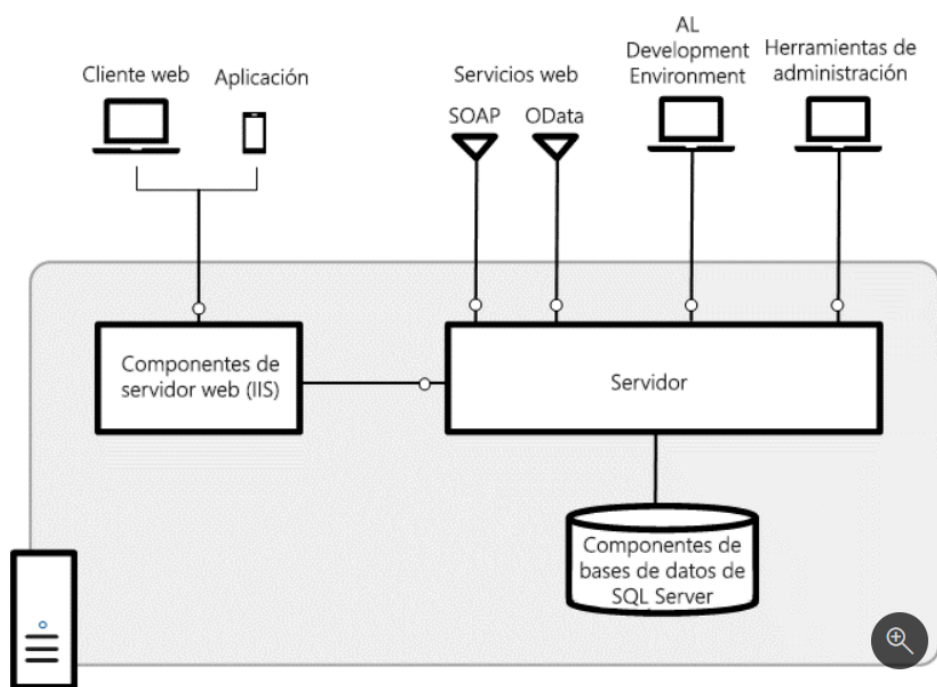 Cliente web
Aplicación
Servicios web
SOAP
OData
AL
Development
Environment
Herramientas de
administración
Componentes de
servidor web (IIS)
Servidor
Componentes de
bases de datos de
SQL Server